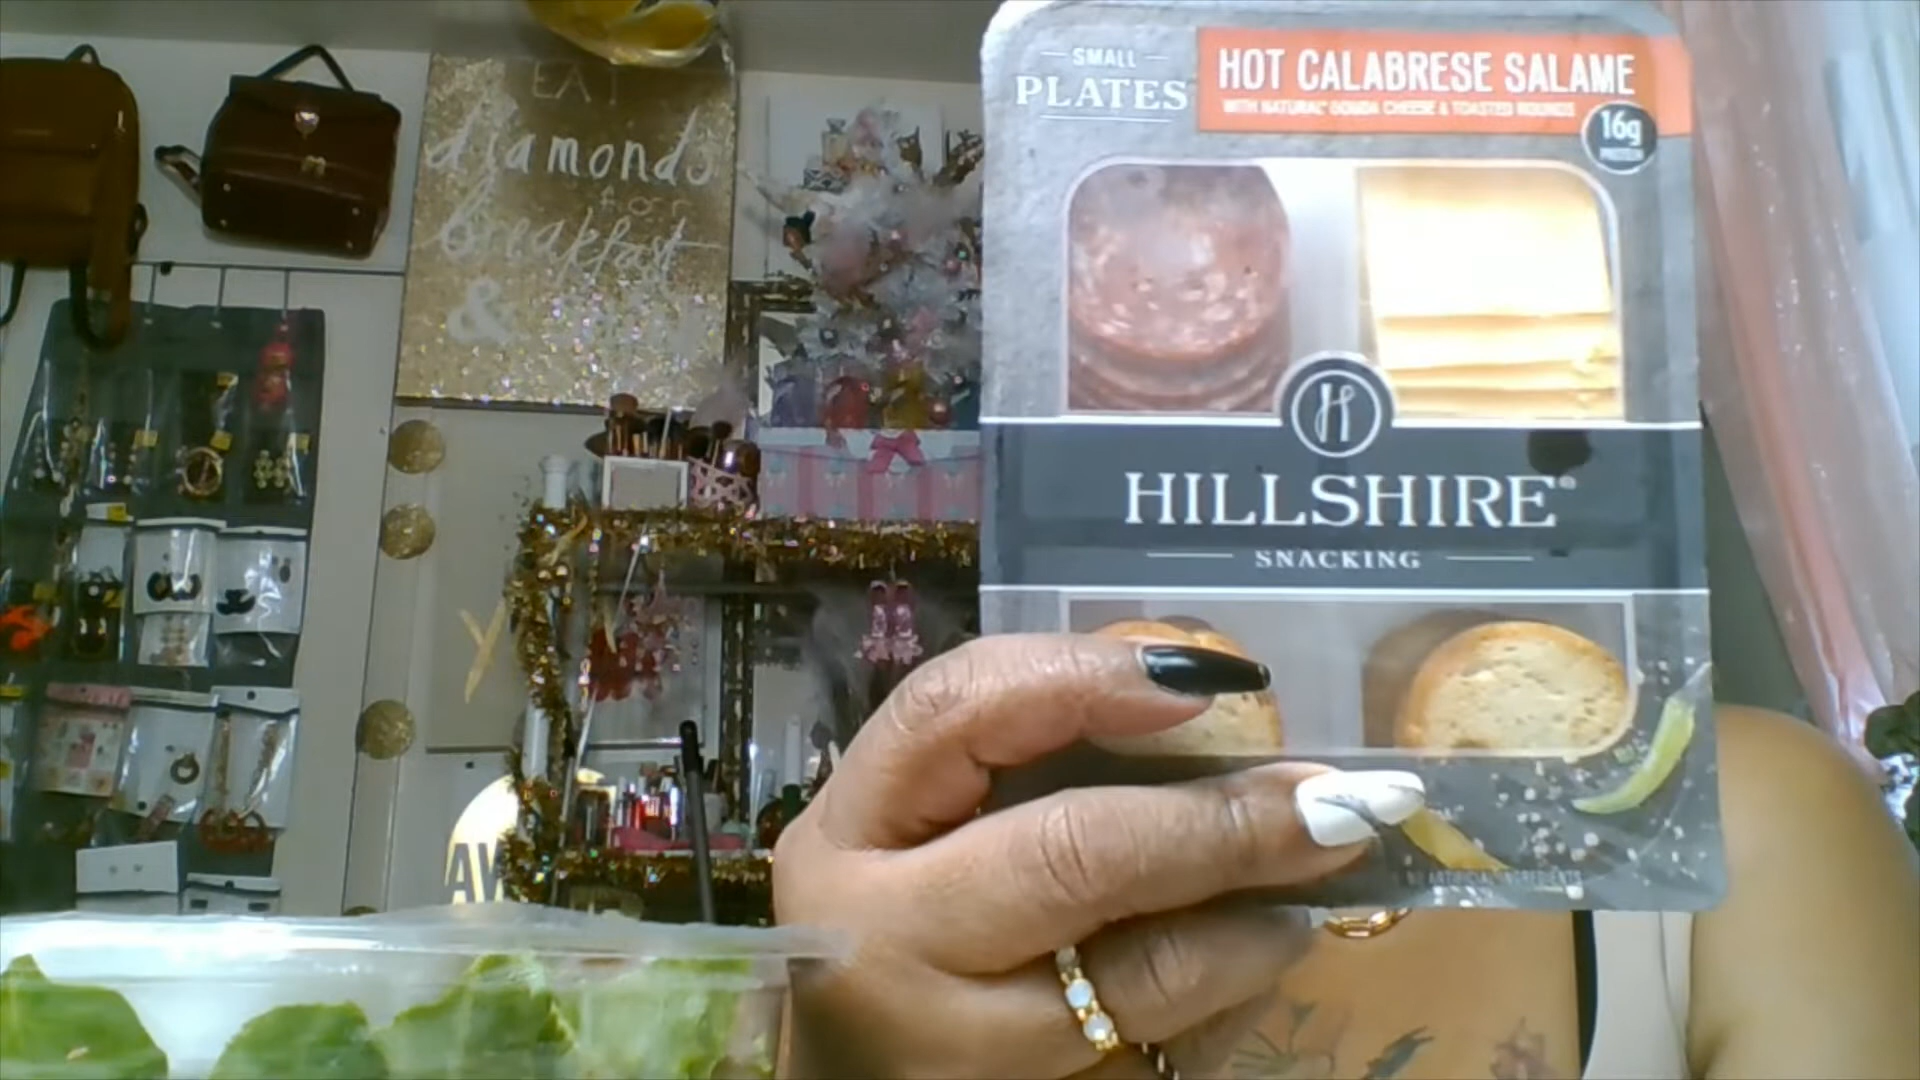 EAT
diamonds
for
breakfast
&
SMALL
PLATES
HOT CALABRESE SALAME
WITH NATURAL* GOUDA CHEESE & TOASTED ROUNDS
16g
PROTEIN
H
HILLSHIRE®
SNACKING
NO ARTIFICIAL INGREDIENTS
Y
AW